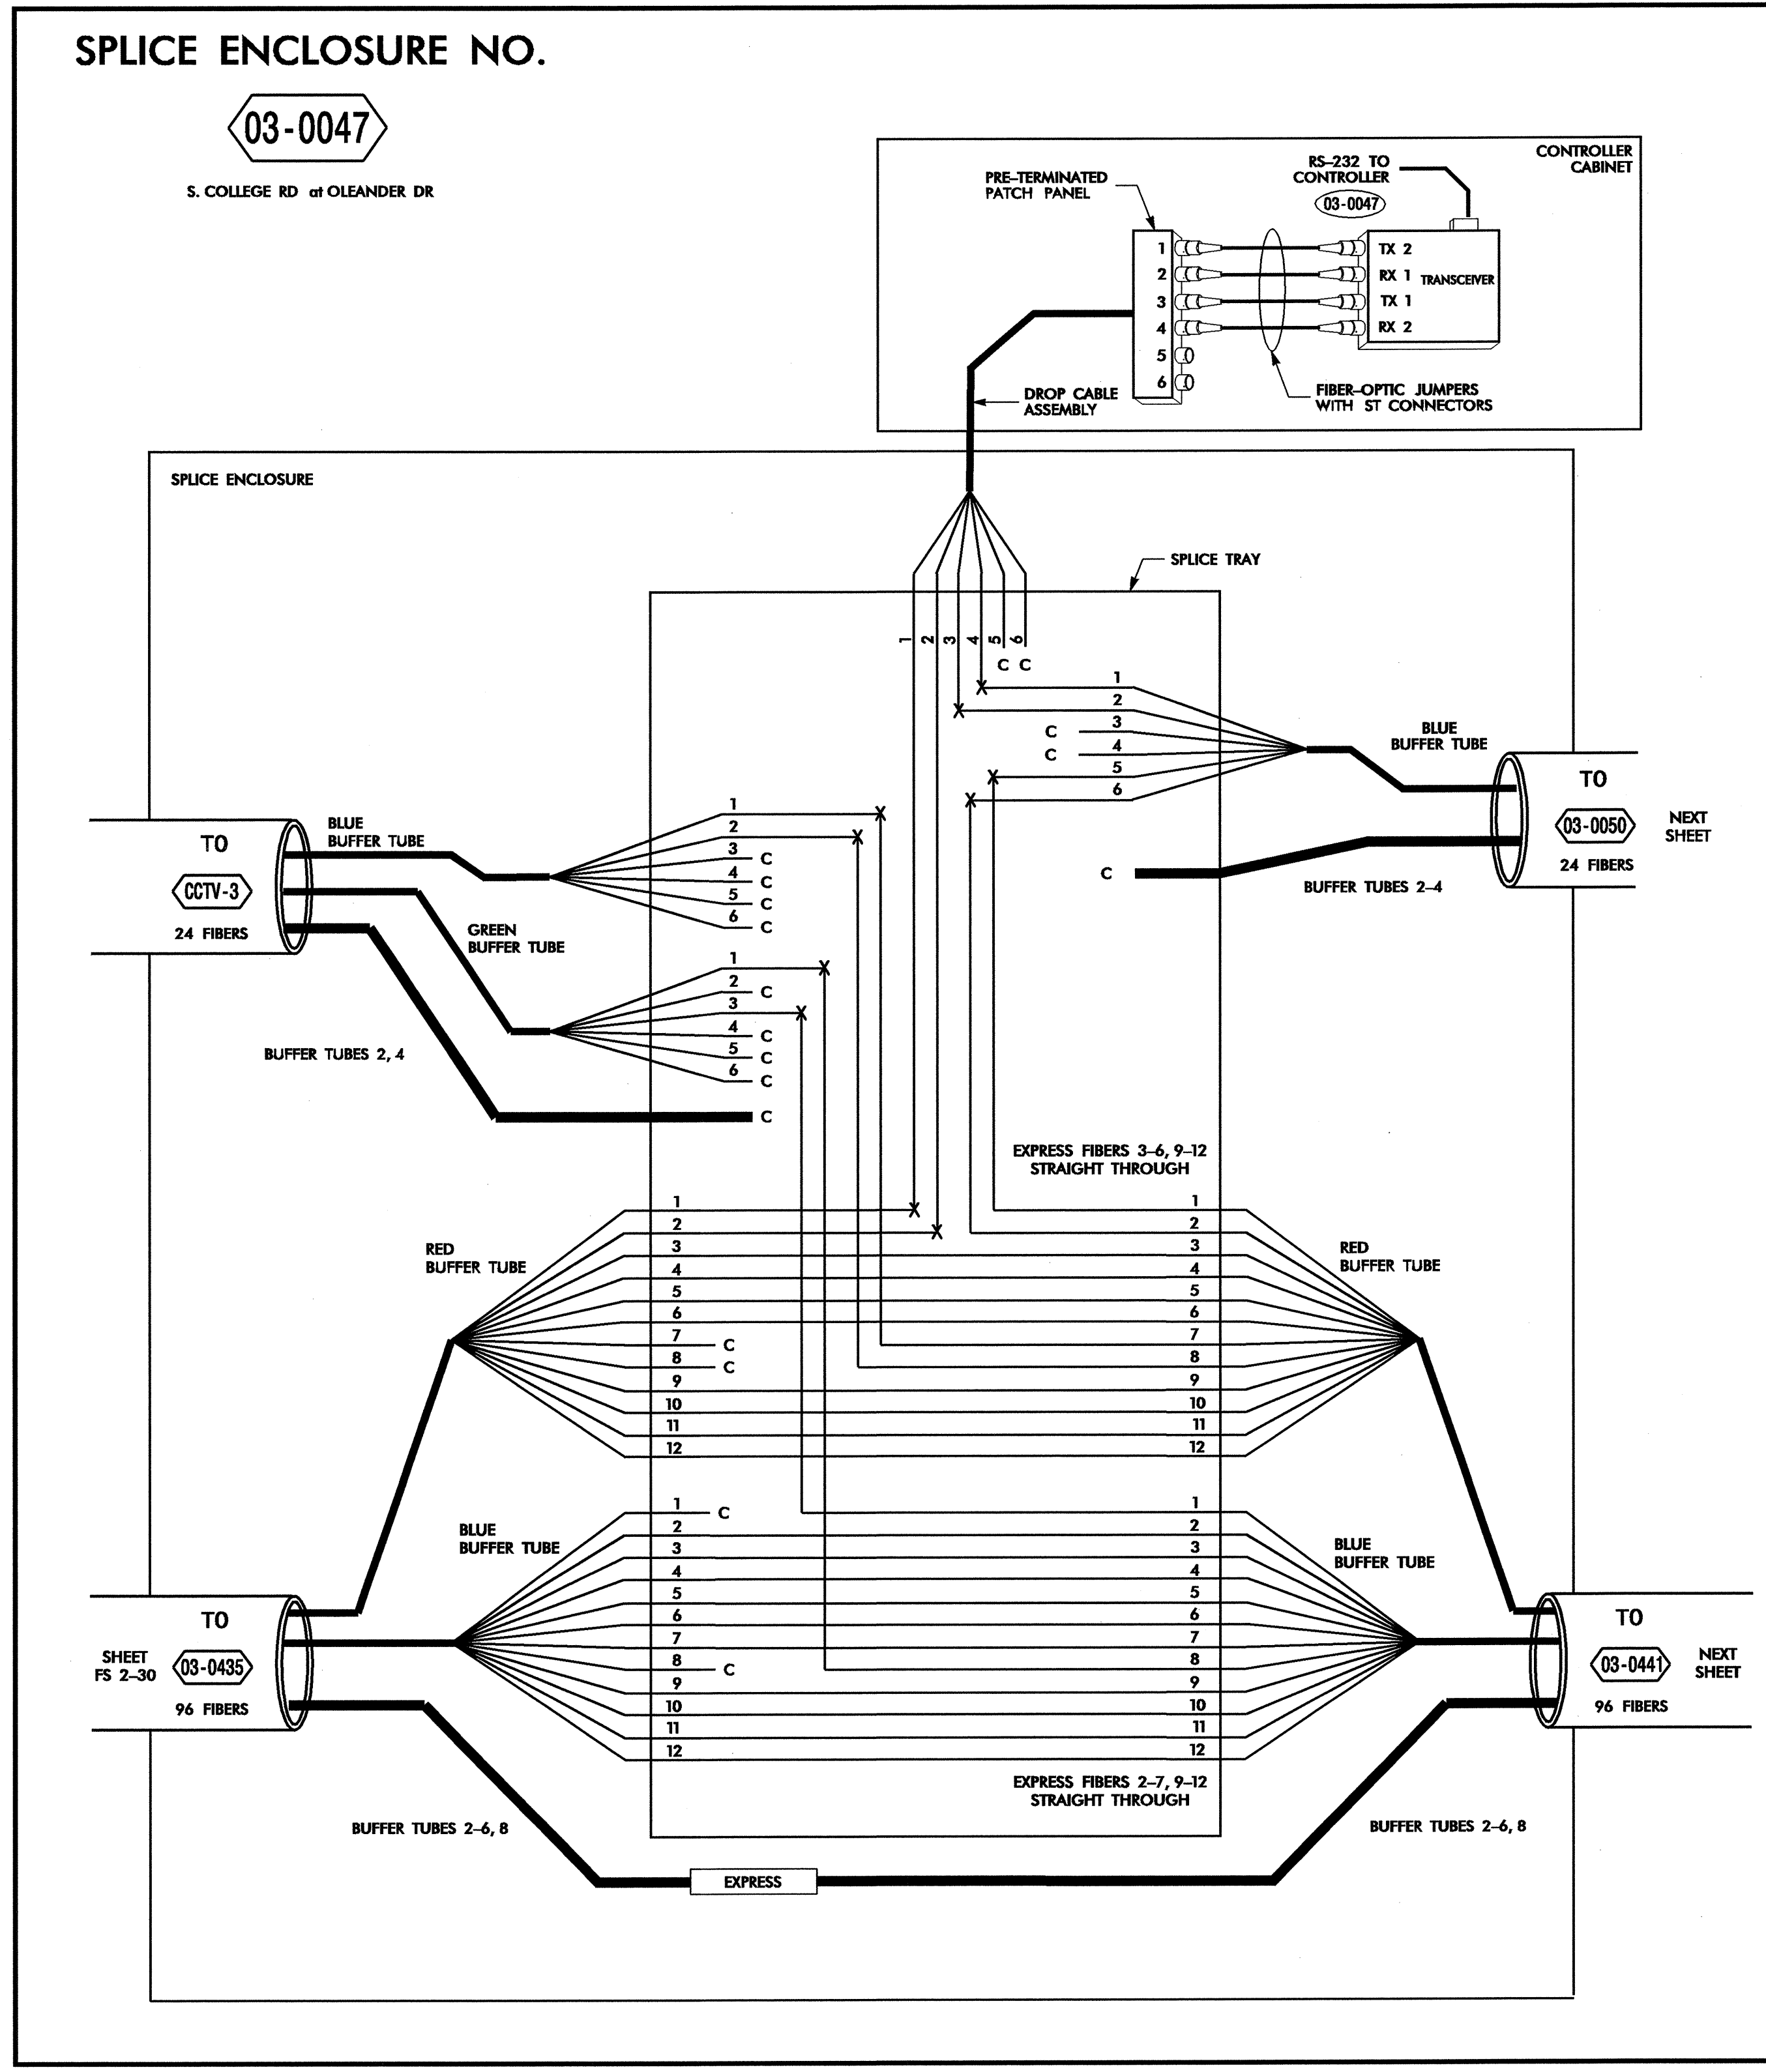 SPLICE ENCLOSURE NO.
03-0047
S. COLLEGE RD at OLEANDER DR
CONTROLLER
CABINET
RS-232 TO
CONTROLLER
03-0047
PRE-TERMINATED
PATCH PANEL
1
2
3
4
5
6
TX 2
RX 1
TX 1
RX 2
TRANSCEIVER
DROP CABLE
ASSEMBLY
FIBER-OPTIC JUMPERS
WITH ST CONNECTORS
SPLICE ENCLOSURE
SPLICE TRAY
1
2
3
4
5
6
C C
1
2
C 3
C 4
5
6
BLUE
BUFFER TUBE
TO
03-0050
24 FIBERS
NEXT
SHEET
C
BUFFER TUBES 2-4
TO
CCTV-3
24 FIBERS
BLUE
BUFFER TUBE
1
2
3 C
4 C
5 C
6 C
GREEN
BUFFER TUBE
1
2 C
3
4 C
5 C
6 C
BUFFER TUBES 2, 4
C
EXPRESS FIBERS 3-6, 9-12
STRAIGHT THROUGH
RED
BUFFER TUBE
1 1
2 2
3 3
4 4
5 5
6 6
7 C 7
8 C 8
9 9
10 10
11 11
12 12
RED
BUFFER TUBE
BLUE
BUFFER TUBE
1 C 1
2 2
3 3
4 4
5 5
6 6
7 7
8 C 8
9 9
10 10
11 11
12 12
BLUE
BUFFER TUBE
TO
SHEET
FS 2-30
03-0435
96 FIBERS
TO
03-0441
96 FIBERS
NEXT
SHEET
EXPRESS FIBERS 2-7, 9-12
STRAIGHT THROUGH
BUFFER TUBES 2-6, 8
BUFFER TUBES 2-6, 8
EXPRESS